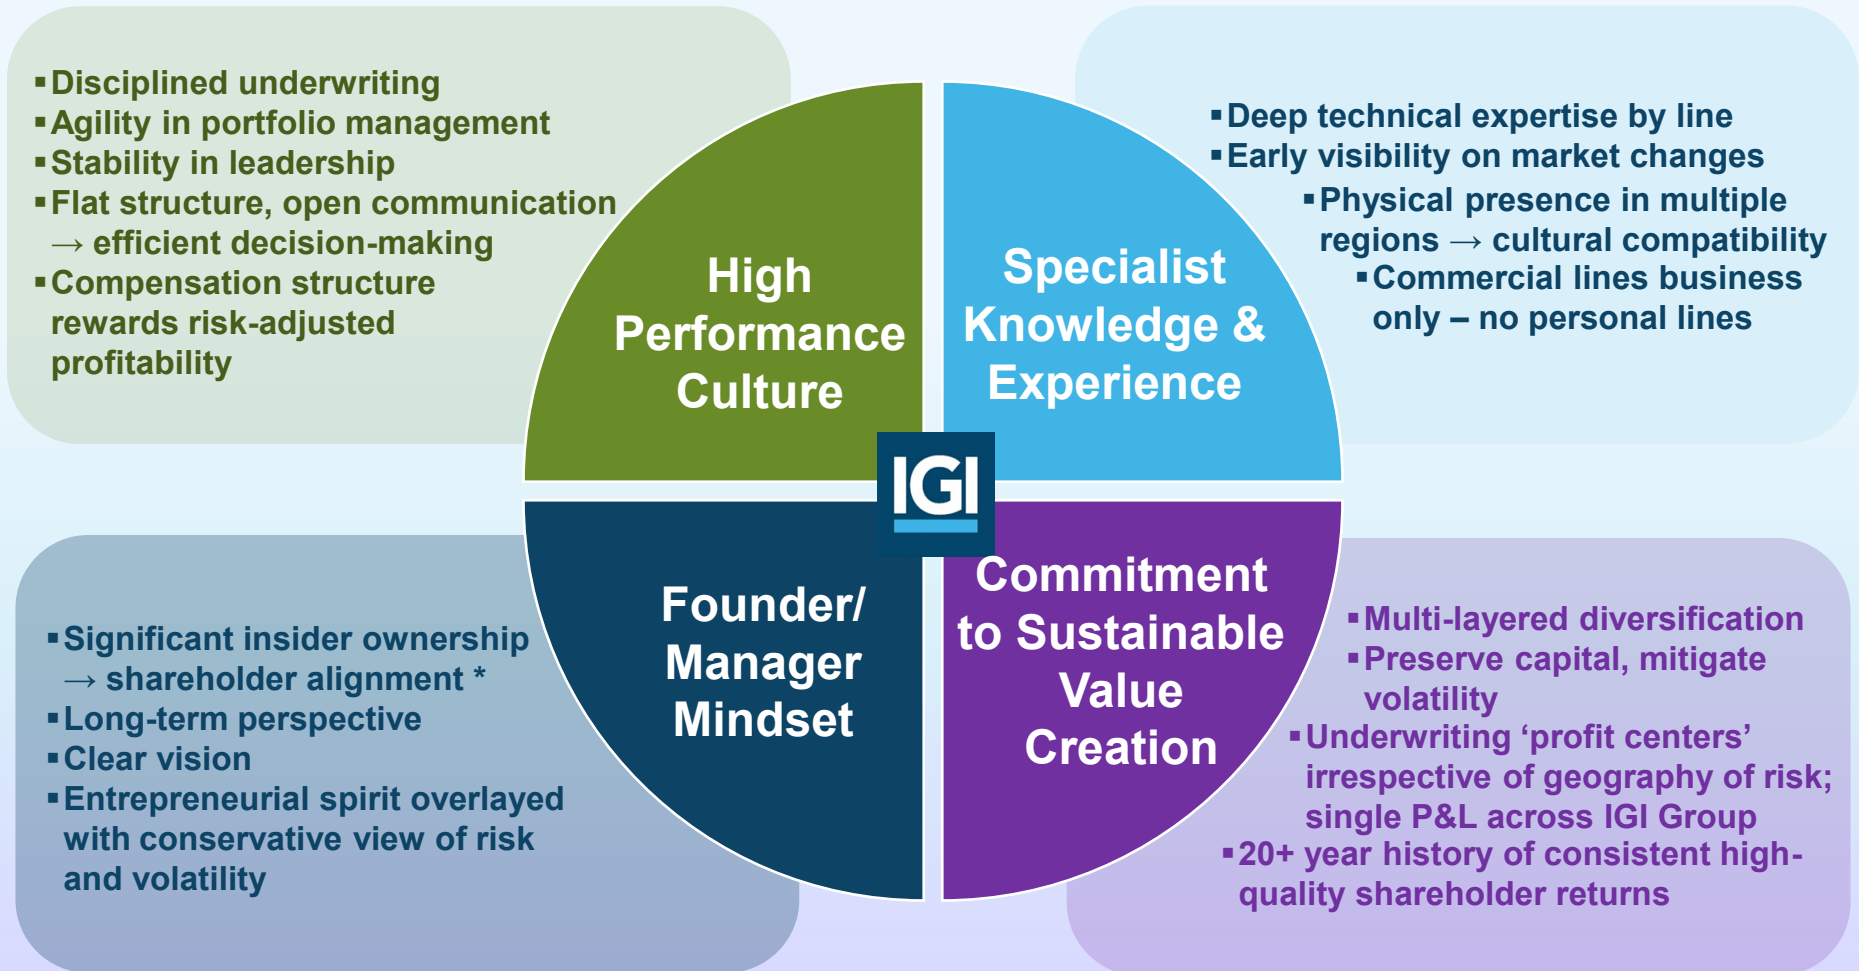 ▪Disciplined underwriting
▪Agility in portfolio management
▪Stability in leadership
▪Flat structure, open communication
→ efficient decision-making
▪Compensation structure
rewards risk-adjusted
profitability
High
Performance
Culture
Specialist
Knowledge &
Experience
▪Deep technical expertise by line
▪Early visibility on market changes
▪Physical presence in multiple
regions → cultural compatibility
▪Commercial lines business
only – no personal lines
IGI
▪Significant insider ownership
→ shareholder alignment *
▪Long-term perspective
▪Clear vision
▪Entrepreneurial spirit overlayed
with conservative view of risk
and volatility
Founder/
Manager
Mindset
Commitment
to Sustainable
Value
Creation
▪Multi-layered diversification
▪Preserve capital, mitigate
volatility
▪Underwriting ‘profit centers’
irrespective of geography of risk;
single P&L across IGI Group
▪20+ year history of consistent high-
quality shareholder returns